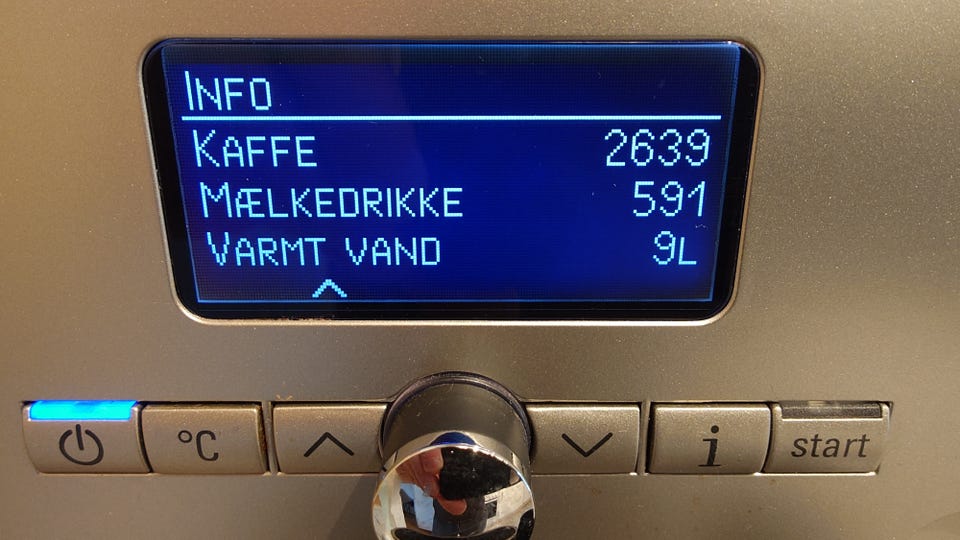 INFO
KAFFE 2639
MÆLKEDRIKKE 591
VARMT VAND 9L
°C
i
start